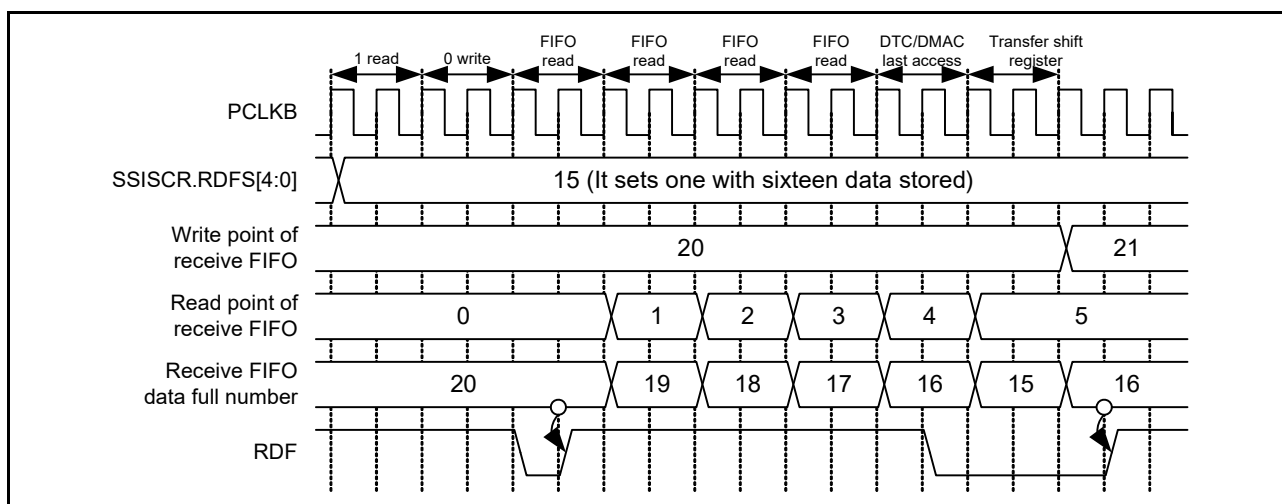 1 read
0 write
FIFO
read
FIFO
read
FIFO
read
FIFO
read
DTC/DMAC
last access
Transfer shift
register
PCLKB
SSISCR.RDFS[4:0]
15 (It sets one with sixteen data stored)
Write point of
receive FIFO
20
21
Read point of
receive FIFO
0
1
2
3
4
5
Receive FIFO
data full number
20
19
18
17
16
15
16
RDF